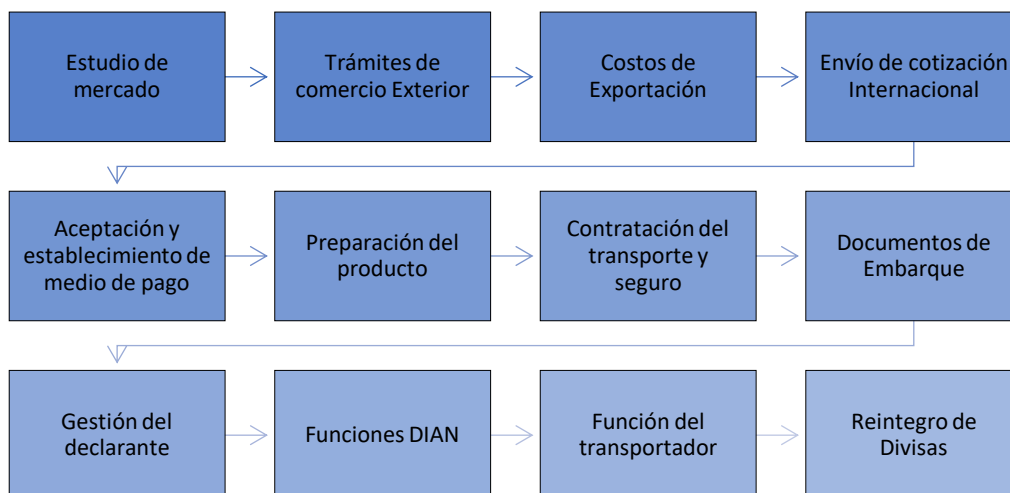 Estudio de
mercado
Trámites de
comercio Exterior
Costos de
Exportación
Envío de cotización
Internacional
Aceptación y
establecimiento de
medio de pago
Preparación del
producto
Contratación del
transporte y
seguro
Documentos de
Embarque
Gestión del
declarante
Funciones DIAN
Función del
transportador
Reintegro de
Divisas